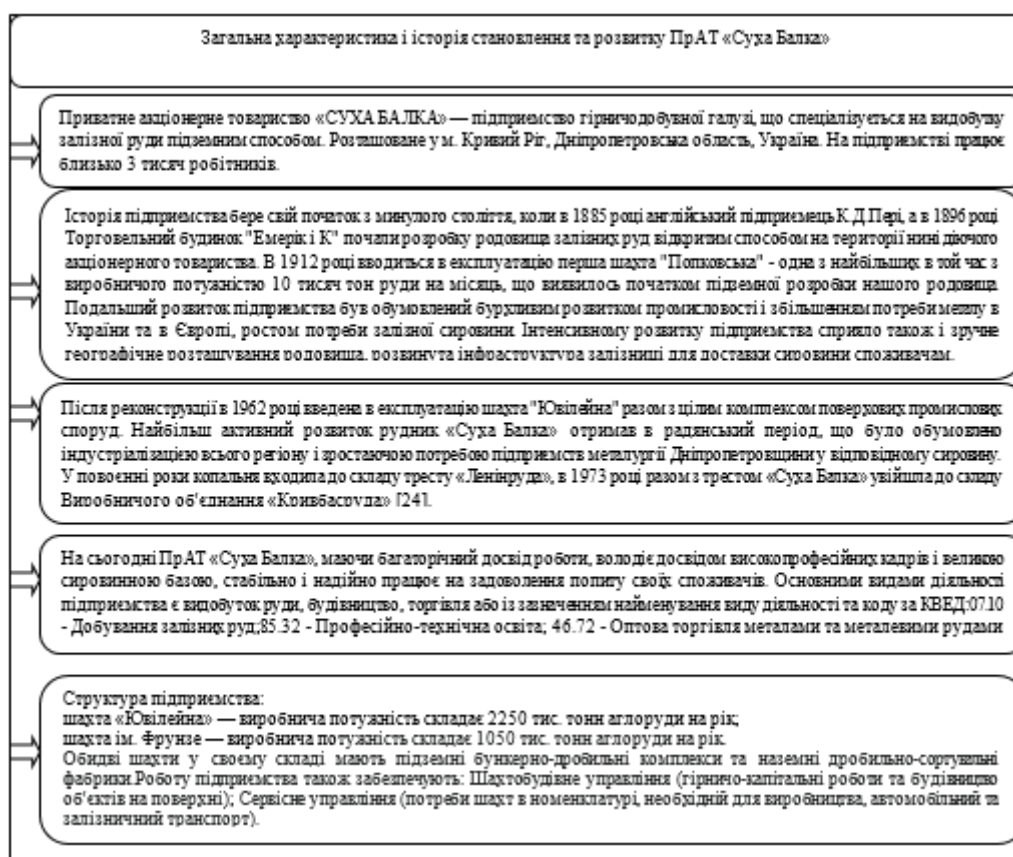 Загальна характеристика і історія становлення та розвитку ПрАТ «Суха Балка»
Приватне акціонерне товариство «СУХА БАЛКА» — підприємство гірничодобувної галузі, що спеціалізується на видобутку
залізної руди підземним способом. Розташоване у м. Кривий Ріг, Дніпропетровська область, Україна. На підприємстві працює
близько 3 тисяч робітників.
Історія підприємства бере свій початок з минулого століття, коли в 1885 році англійський підприємець К.Д.Пері, а в 1896 році
Торговельний будинок "Емерік і К" почали розробку родовища залізних руд відкритим способом на території нині діючого
акціонерного товариства. В 1912 році вводиться в експлуатацію перша шахта "Попковська" - одна з найбільших в той час з
виробничого потужністю 10 тисяч тон руди на місяць, що виявилось початком підземної розробки нашого родовища.
Подальший розвиток підприємства був обумовлений бурхливим розвитком промисловості і збільшенням потреби металу в
України та в Європі, ростом потреби залізної сировини. Інтенсивному розвитку підприємства сприяло також і зручне
географічне розташування родовища, розвинута інфраструктура залізниці для доставки сировини споживачам.
Після реконструкції в 1962 році введена в експлуатацію шахта "Ювілейна" разом з цілим комплексом поверхових промислових
споруд. Найбільш активний розвиток рудник «Суха Балка» отримав в радянський період, що було обумовлено
індустріалізацією всього регіону і зростаючою потребою підприємств металургії Дніпропетровщини у відповідному сировину.
У повоєнні роки копальня входила до складу тресту «Ленінруда», в 1973 році разом з трестом «Суха Балка» увійшла до складу
Виробничого об’єднання «Кривбасруда» [24].
На сьогодні ПрАТ «Суха Балка», маючи багаторічний досвід роботи, володіє досвідом високопрофесійних кадрів і великою
сировинною базою, стабільно і надійно працює на задоволення попиту своїх споживачів. Основними видами діяльності
підприємства є видобуток руди, будівництво, торгівля або із зазначенням найменування виду діяльності та коду за КВЕД:07.10
- Добування залізних руд;85.32 - Професійно-технічна освіта; 46.72 - Оптова торгівля металами та металевими рудами
Структура підприємства:
шахта «Ювілейна» — виробнича потужність складає 2250 тис. тонн аглоруди на рік;
шахта ім. Фрунзе — виробнича потужність складає 1050 тис. тонн аглоруди на рік.
Обидві шахти у своєму складі мають підземні бункерно-дробильні комплекси та наземні дробильно-сортувальні
фабрики.Роботу підприємства також забезпечують: Шахтобудівне управління (гірничо-капітальні роботи та будівництво
об’єктів на поверхні); Сервісне управління (потреби шахт в номенклатурі, необхідній для виробництва, автомобільний та
залізничний транспорт).